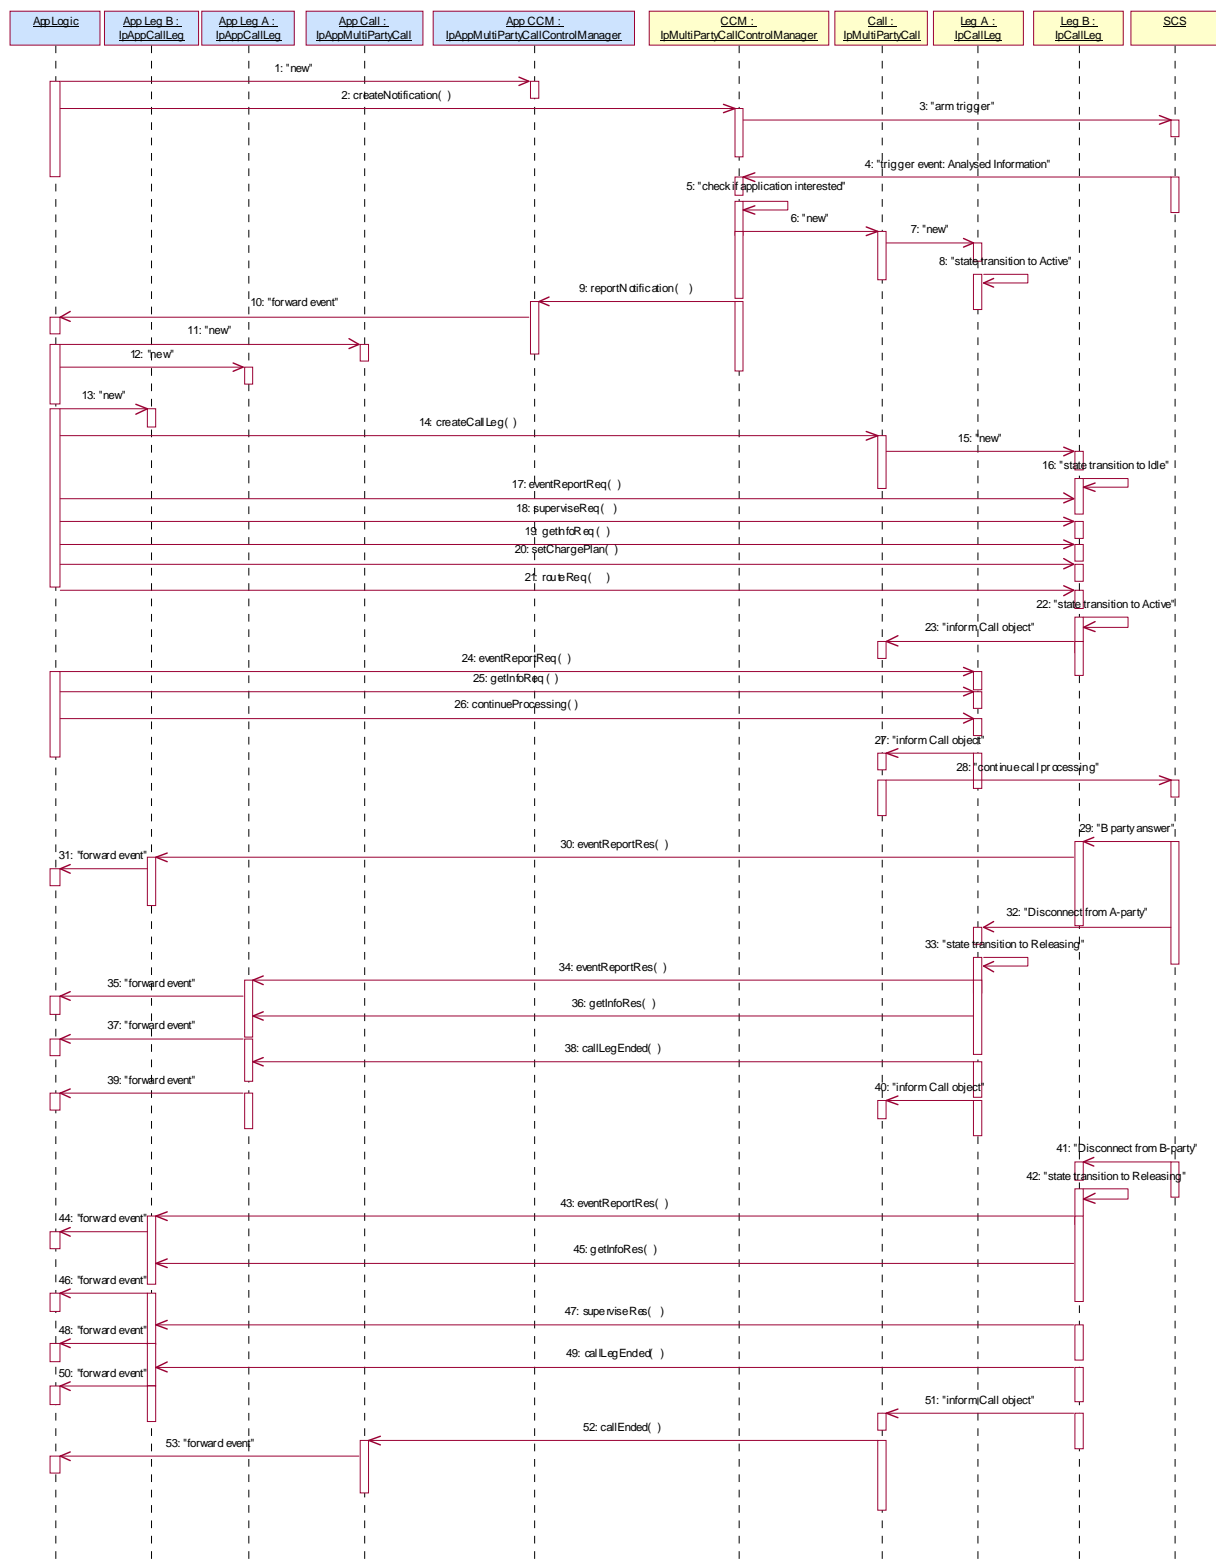 AppLogic
App Leg B :
IpAppCallLeg
App Leg A :
IpAppCallLeg
App Call :
IpAppMultiPartyCall
App CCM :
IpAppMultiPartyCallControlManager
CCM :
IpMultiPartyCallControlManager
Call :
IpMultiPartyCall
Leg A :
IpCallLeg
Leg B :
IpCallLeg
SCS
1: "new"
2: createNotification( )
3: "arm trigger"
4: "trigger event: Analysed Information"
5: "check if application interested"
6: "new"
7: "new"
8: "state transition to Active"
9: reportNotification( )
10: "forward event"
11: "new"
12: "new"
13: "new"
14: createCallLeg( )
15: "new"
16: "state transition to Idle"
17: eventReportReq( )
18: superviseReq( )
19: getInfoReq( )
20: setChargePlan( )
21: routeReq( )
22: "state transition to Active"
23: "inform Call object"
24: eventReportReq( )
25: getInfoReq( )
26: continueProcessing( )
27: "inform Call object"
28: "continue call processing"
29: "B party answer"
30: eventReportRes( )
31: "forward event"
32: "Disconnect from A-party"
33: "state transition to Releasing"
34: eventReportRes( )
35: "forward event"
36: getInfoRes( )
37: "forward event"
38: callLegEnded( )
39: "forward event"
40: "inform Call object"
41: "Disconnect from B-party"
42: "state transition to Releasing"
43: eventReportRes( )
44: "forward event"
45: getInfoRes( )
46: "forward event"
47: superviseRes( )
48: "forward event"
49: callLegEnded( )
50: "forward event"
51: "inform Call object"
52: callEnded( )
53: "forward event"